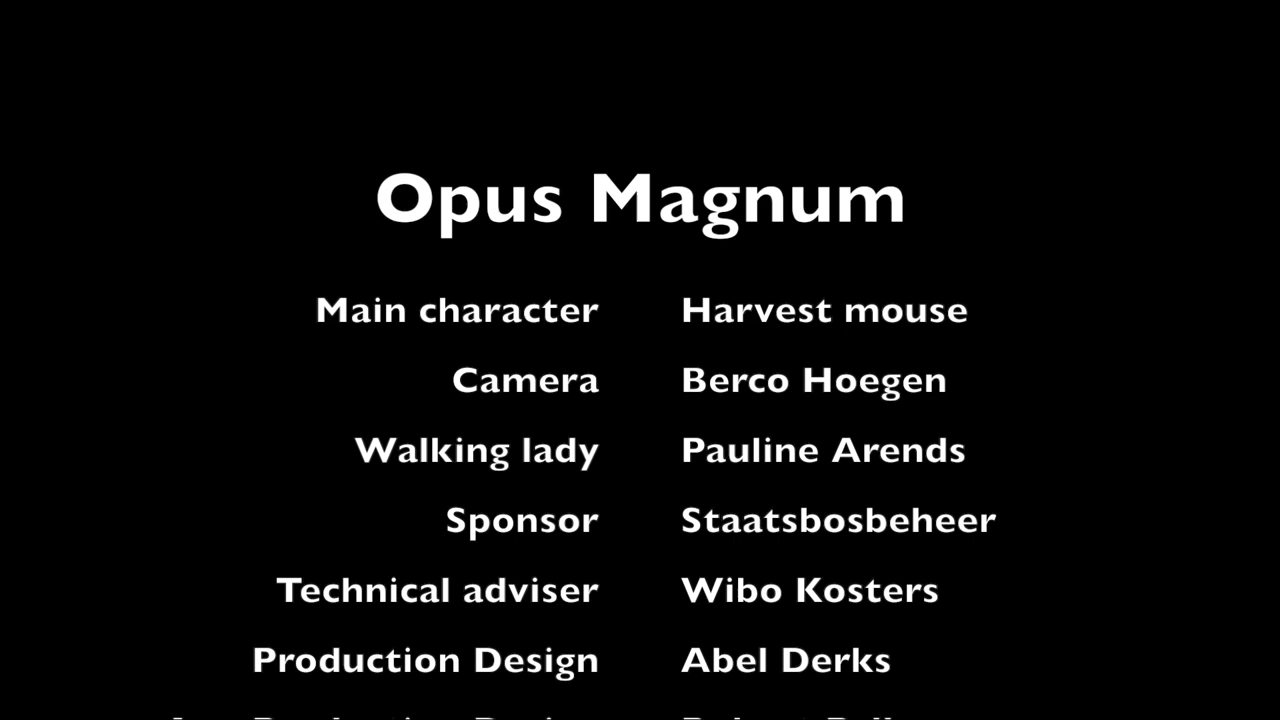 Opus Magnum
Main character Harvest mouse
Camera Berco Hoegen
Walking lady Pauline Arends
Sponsor Staatsbosbeheer
Technical adviser Wibo Kosters
Production Design Abel Derks